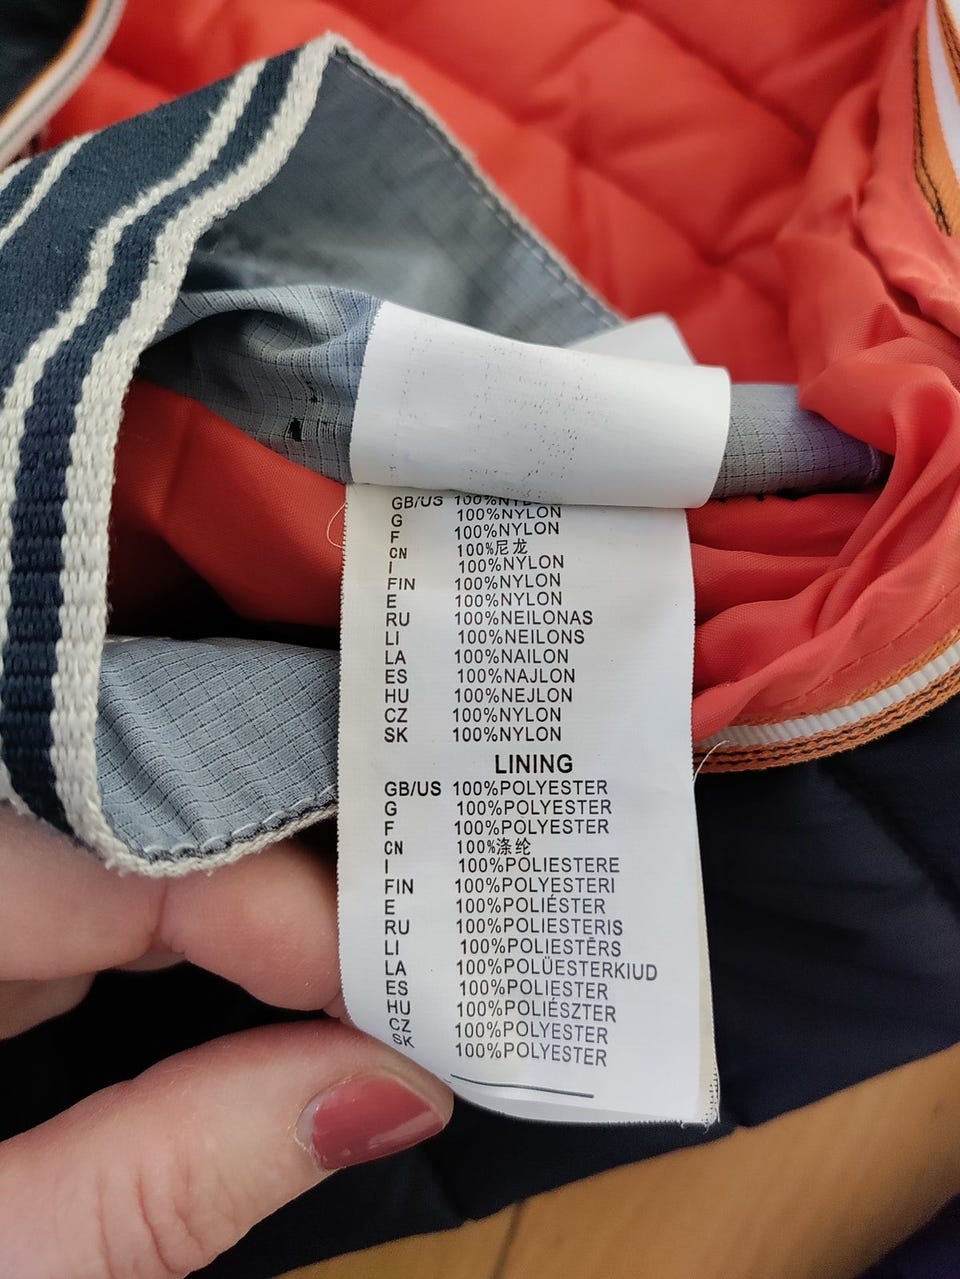 GB/US 100%NYLON
G 100%NYLON
F 100%NYLON
CN 100%尼龙
I 100%NYLON
FIN 100%NYLON
E 100%NYLON
RU 100%NEILONAS
LI 100%NEILONS
LA 100%NAILON
ES 100%NAJLON
HU 100%NEJLON
CZ 100%NYLON
SK 100%NYLON
LINING
GB/US 100%POLYESTER
G 100%POLYESTER
F 100%POLYESTER
CN 100%涤纶
I 100%POLIESTERE
FIN 100%POLYESTERI
E 100%POLIÉSTER
RU 100%POLIESTERIS
LI 100%POLIESTĒRS
LA 100%POLÜESTERKIUD
ES 100%POLIESTER
HU 100%POLIÉSZTER
CZ 100%POLYESTER
SK 100%POLYESTER